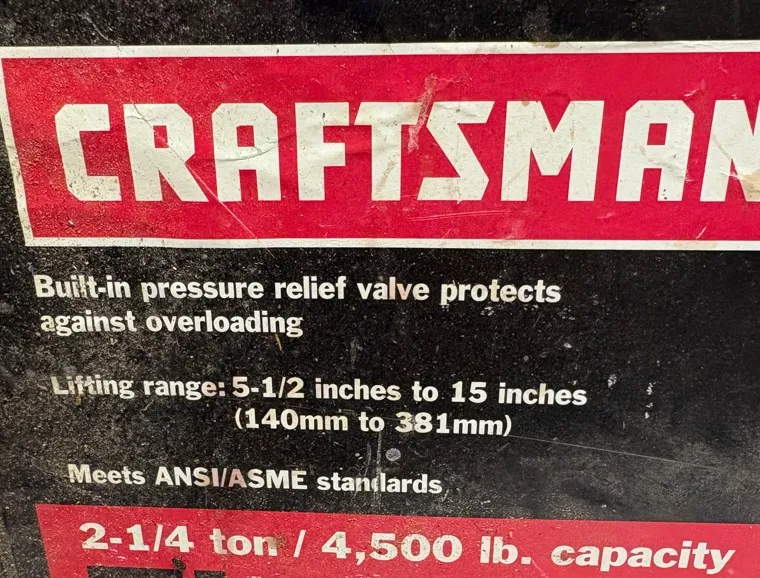 CRAFTSMAN
Built-in pressure relief valve protects
against overloading
Lifting range: 5-1/2 inches to 15 inches
(140mm to 381mm)
Meets ANSI/ASME standards
2-1/4 ton / 4,500 lb. capacity